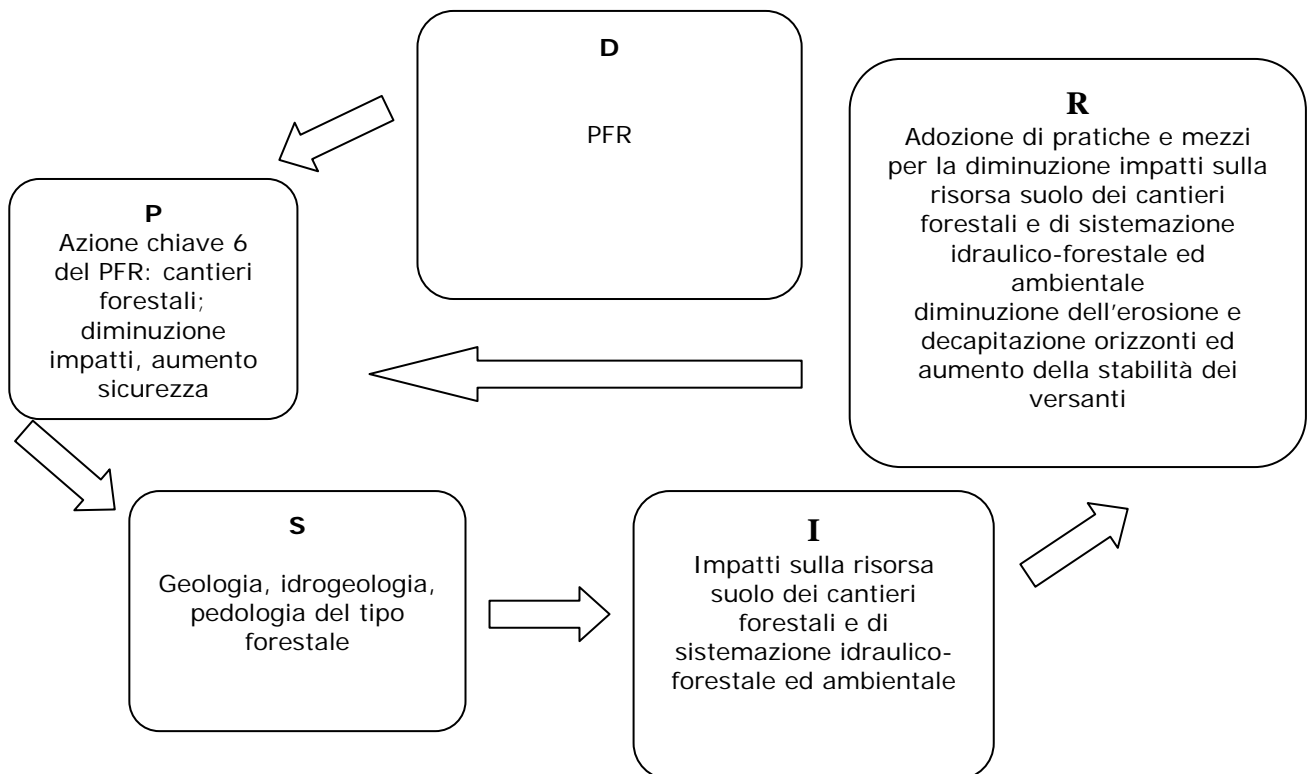 D
PFR
R
Adozione di pratiche e mezzi
per la diminuzione impatti sulla
risorsa suolo dei cantieri
forestali e di sistemazione
idraulico-forestale ed
ambientale
diminuzione dell'erosione e
decapitazione orizzonti ed
aumento della stabilità dei
versanti
P
Azione chiave 6
del PFR: cantieri
forestali;
diminuzione
impatti, aumento
sicurezza
S
Geologia, idrogeologia,
pedologia del tipo
forestale
I
Impatti sulla risorsa
suolo dei cantieri
forestali e di
sistemazione idraulico-
forestale ed ambientale